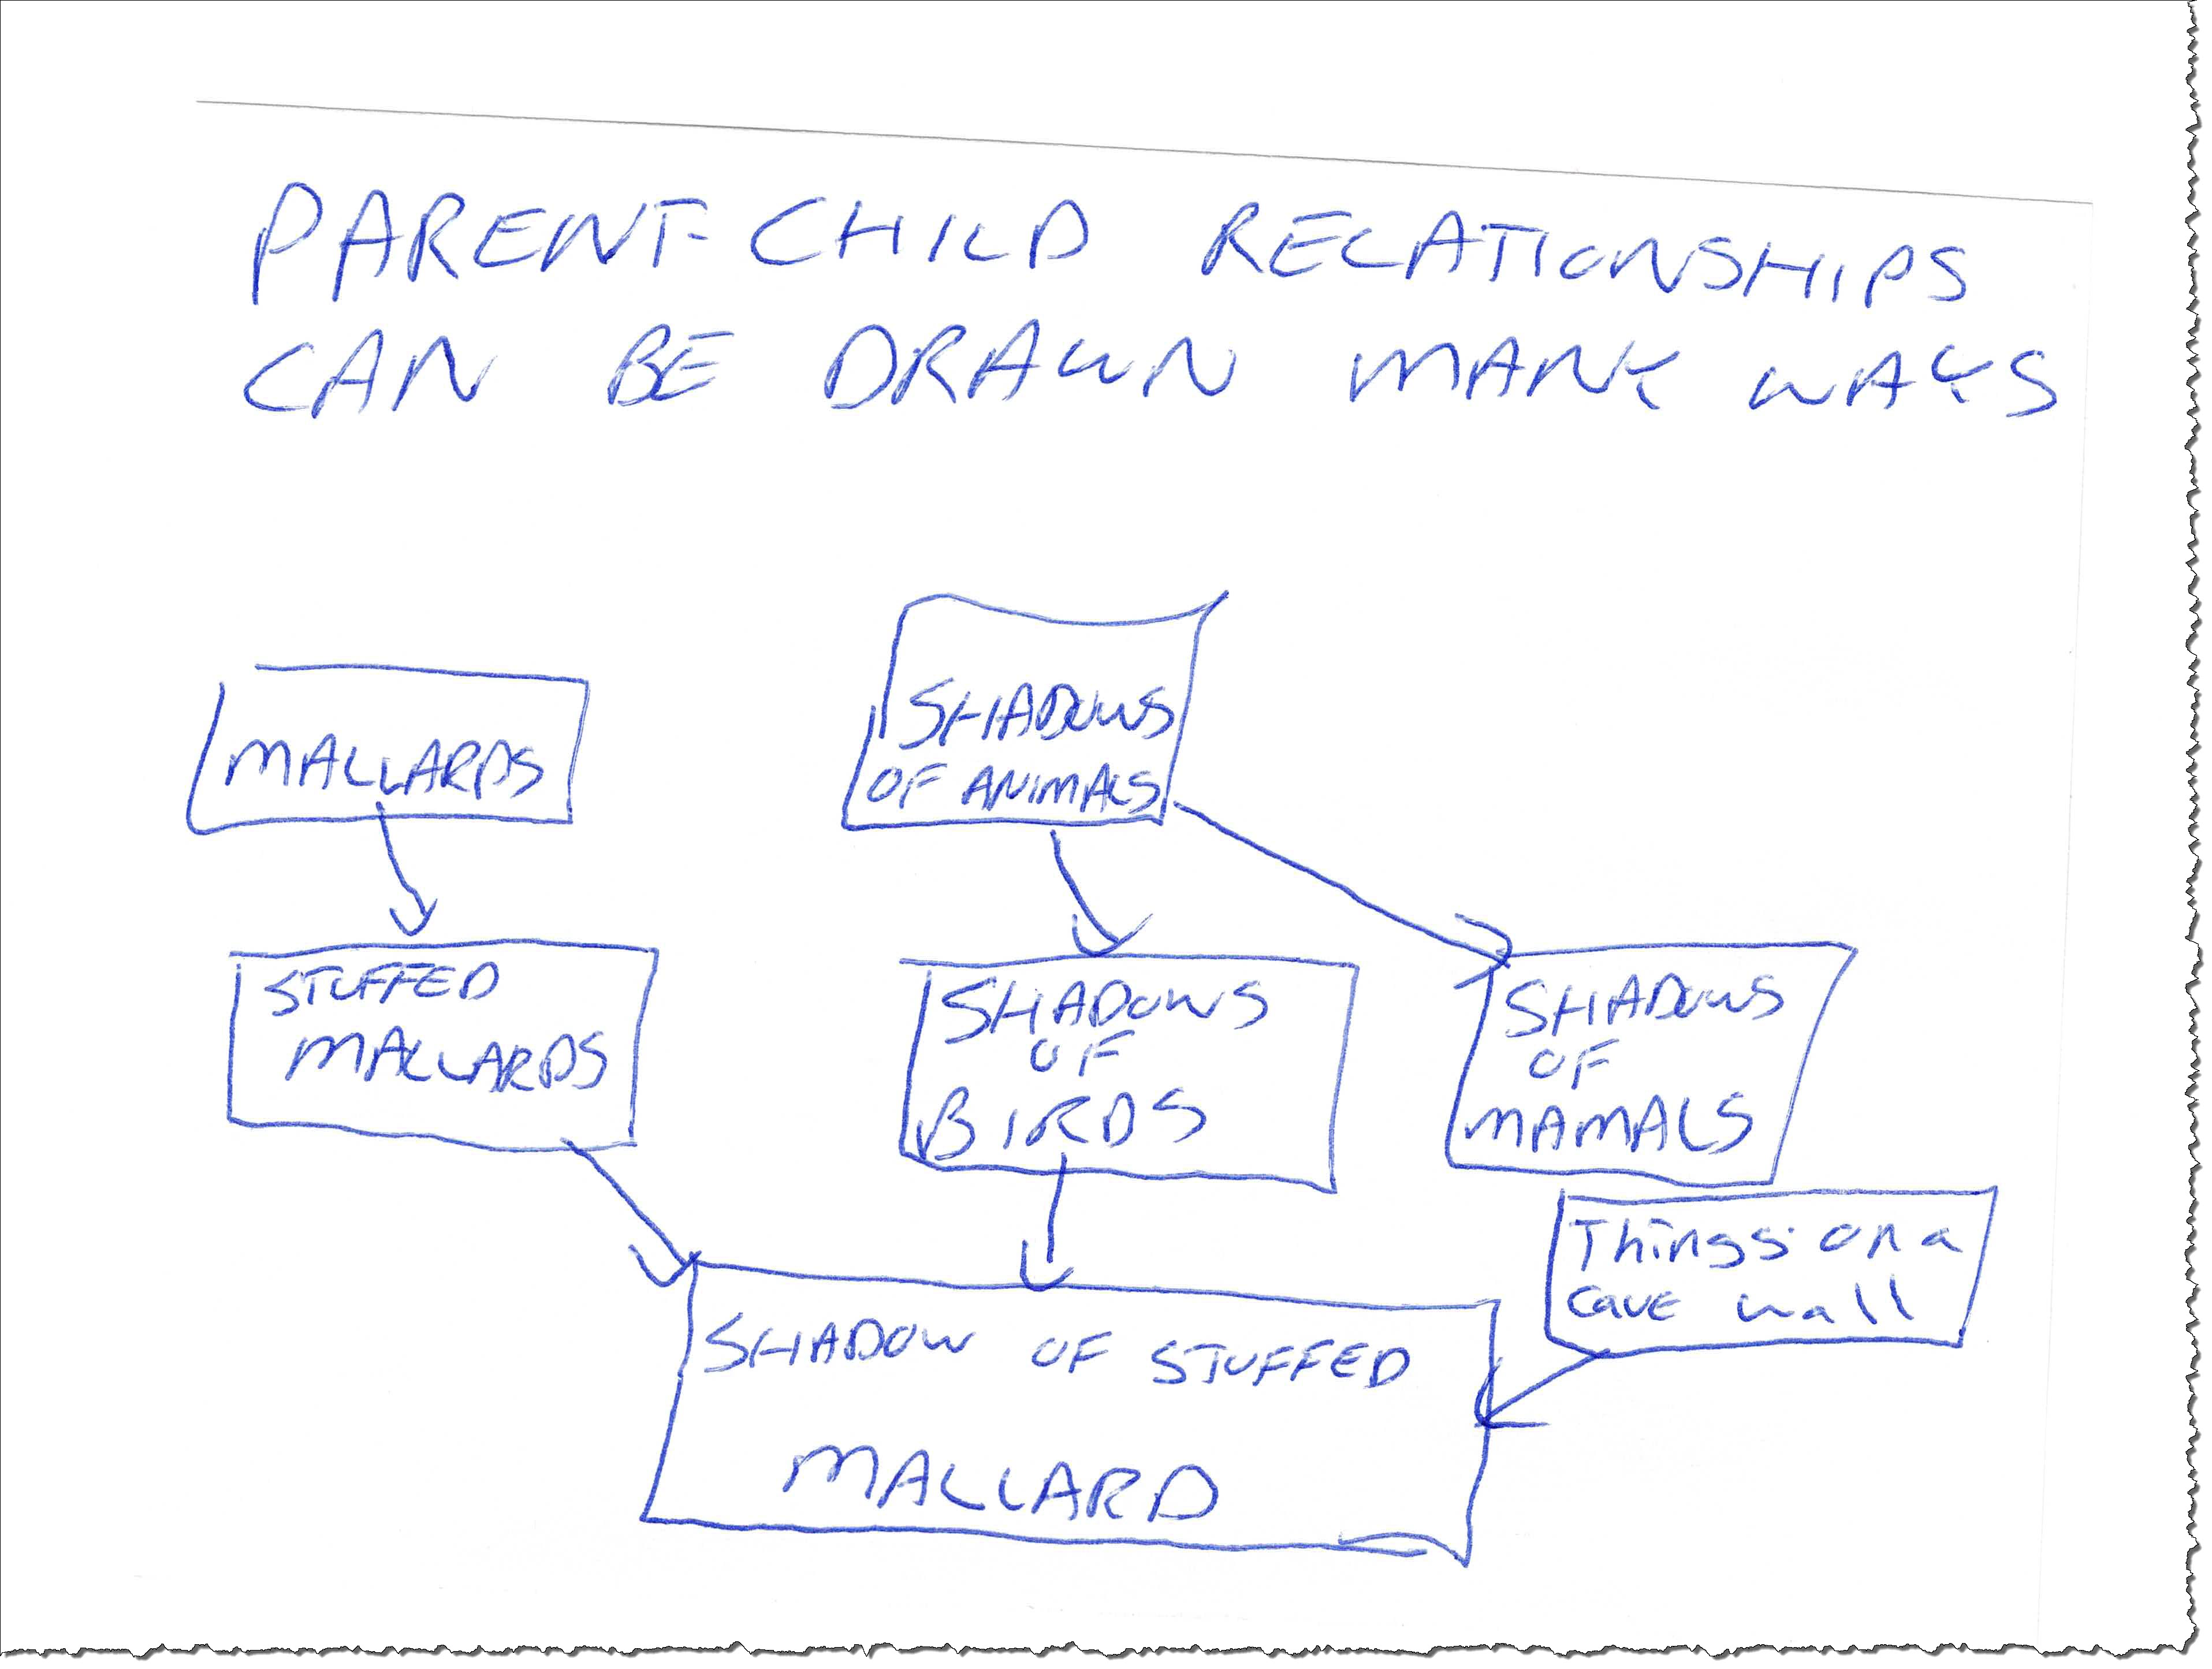 PARENT-CHILD RELATIONSHIPS
CAN BE DRAWN MANY WAYS
MALLARDS
SHADOWS
OF ANIMALS
STUFFED
MALLARDS
SHADOWS
OF
BIRDS
SHADOWS
OF
MAMALS
Things on a
cave wall
SHADOW OF STUFFED
MALLARD